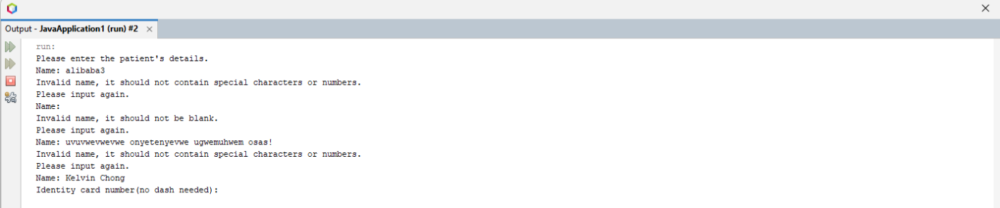 Output - JavaApplication1 (run) #2
run:
Please enter the patient's details.
Name: alibaba3
Invalid name, it should not contain special characters or numbers.
Please input again.
Name:
Invalid name, it should not be blank.
Please input again.
Name: uvuvwevwevwe onyetenyevwe ugwemuhwem osas!
Invalid name, it should not contain special characters or numbers.
Please input again.
Name: Kelvin Chong
Identity card number(no dash needed):